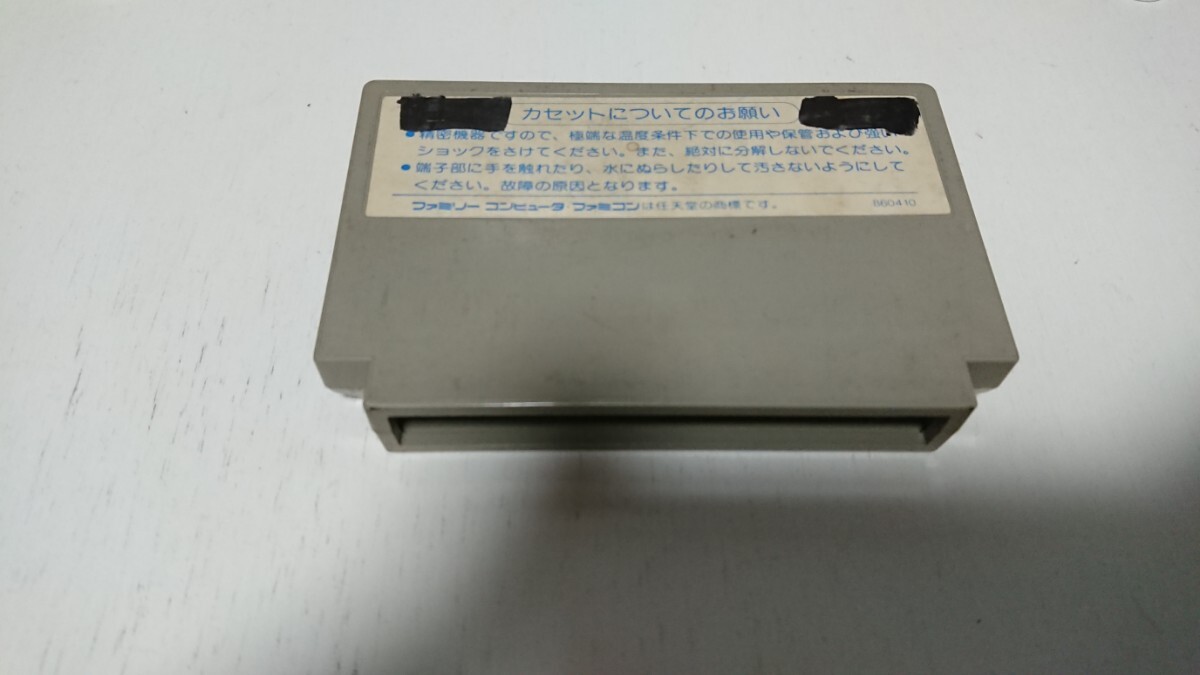 カセットについてのお願い
●精密機器ですので、極端な温度条件下での使用や保管および強い
ショックをさけてください。また、絶対に分解しないでください。
●端子部に手を触れたり、水にぬらしたりして汚さないようにして
ください。故障の原因となります。
ファミリーコンピュータ・ファミコンは任天堂の商標です。 860410